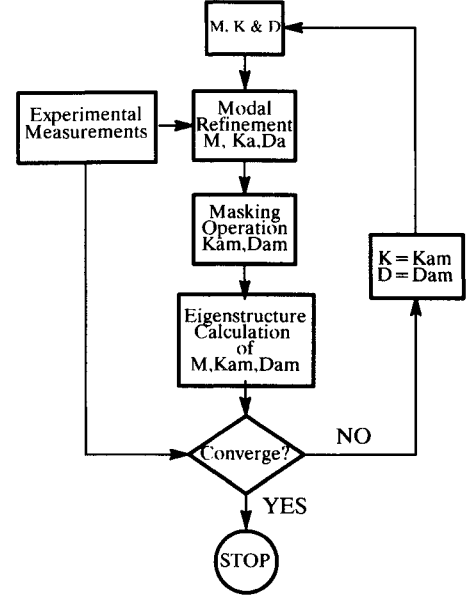 M, K & D
Experimental
Measurements
Modal
Refinement
M, Ka,Da
Masking
Operation
Kam,Dam
K = Kam
D = Dam
Eigenstructure
Calculation
of
M,Kam,Dam
Converge?
NO
YES
STOP